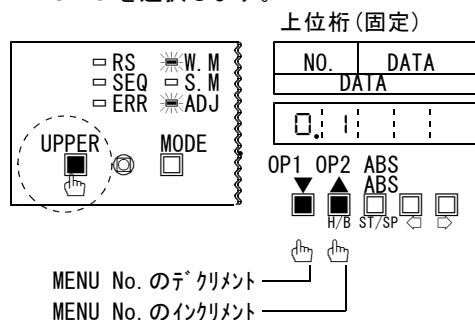 上位桁(固定)
RS W.M
SEQ S.M
ERR ADJ
UPPER MODE
NO. DATA
DATA
0. 1
OP1 OP2 ABS
ABS
H/B ST/SP
MENU No.のﾃﾞｸﾘﾒﾝﾄ
MENU No.のｲﾝｸﾘﾒﾝﾄ